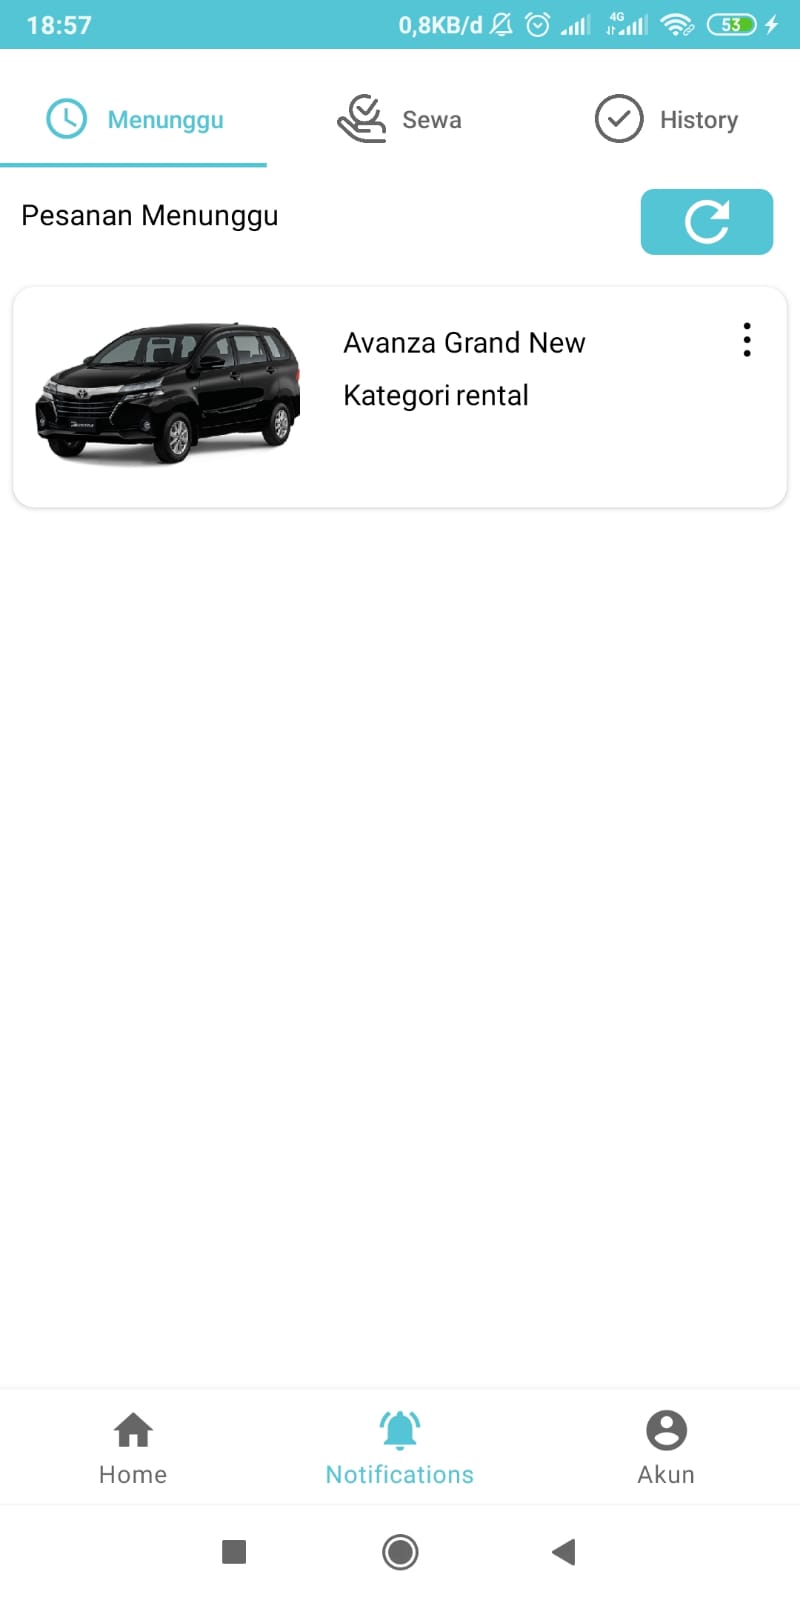 18:57 0,8KB/d 4G 53
Menunggu Sewa History
Pesanan Menunggu
Avanza Grand New
Kategori rental
Home Notifications Akun